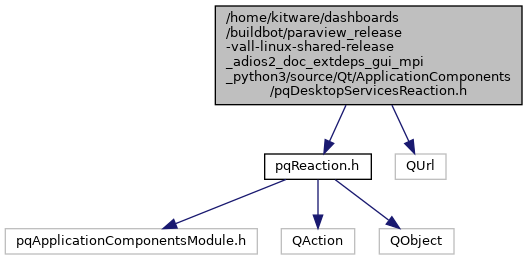 /home/kitware/dashboards
/buildbot/paraview_release
-vall-linux-shared-release
_adios2_doc_extdeps_gui_mpi
_python3/source/Qt/ApplicationComponents
/pqDesktopServicesReaction.h
pqReaction.h
QUrl
pqApplicationComponentsModule.h
QAction
QObject